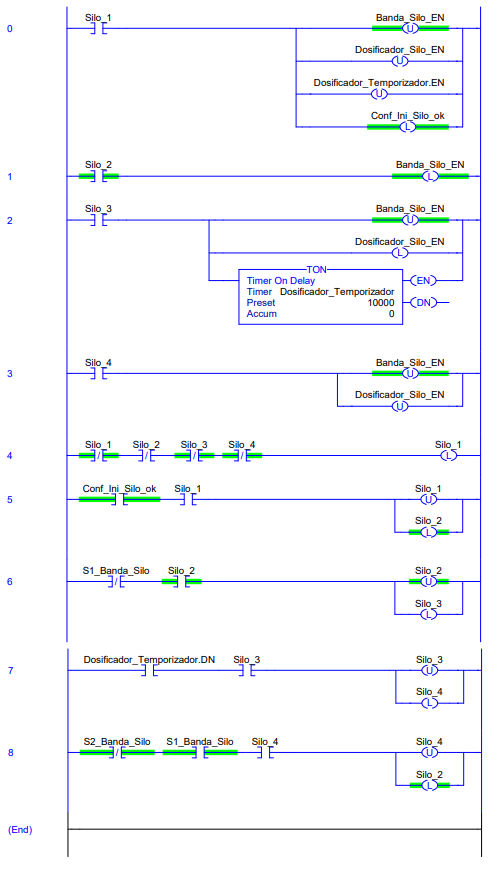 0
Silo_1
Banda_Silo_EN
U
Dosificador_Silo_EN
U
Dosificador_Temporizador.EN
U
Conf_Ini_Silo_ok
L
1
Silo_2
Banda_Silo_EN
L
2
Silo_3
Banda_Silo_EN
U
Dosificador_Silo_EN
L
TON
Timer On Delay
EN
Timer Dosificador_Temporizador
Preset 10000
DN
Accum 0
3
Silo_4
Banda_Silo_EN
U
Dosificador_Silo_EN
U
4
Silo_1 Silo_2 Silo_3 Silo_4 Silo_1
L
5
Conf_Ini_Silo_ok Silo_1 Silo_1
U
Silo_2
L
6
S1_Banda_Silo Silo_2 Silo_2
U
Silo_3
L
7
Dosificador_Temporizador.DN Silo_3 Silo_3
U
Silo_4
L
8
S2_Banda_Silo S1_Banda_Silo Silo_4 Silo_4
U
Silo_2
L
(End)